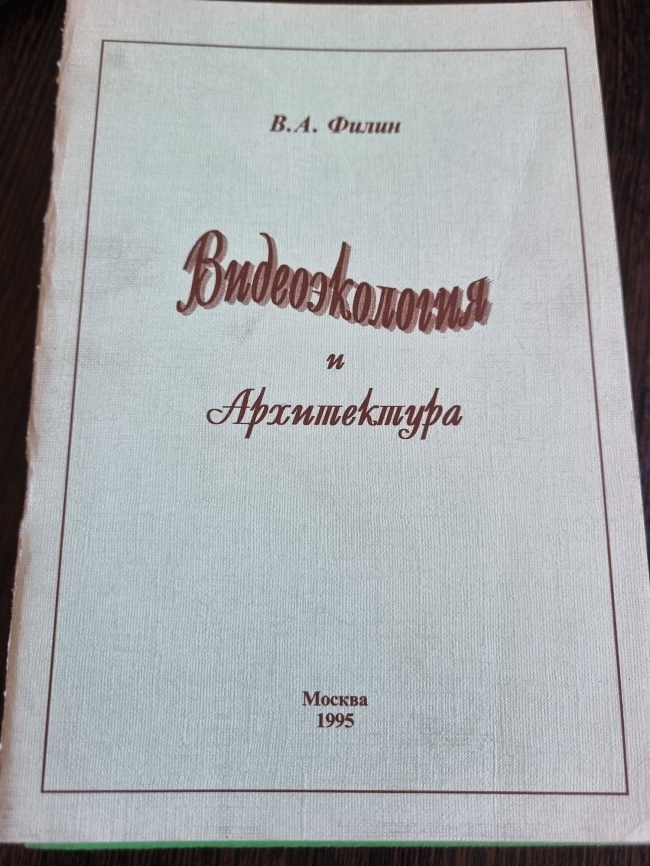 В.А. Филин
Видеоэкология
и
Архитектура
Москва
1995